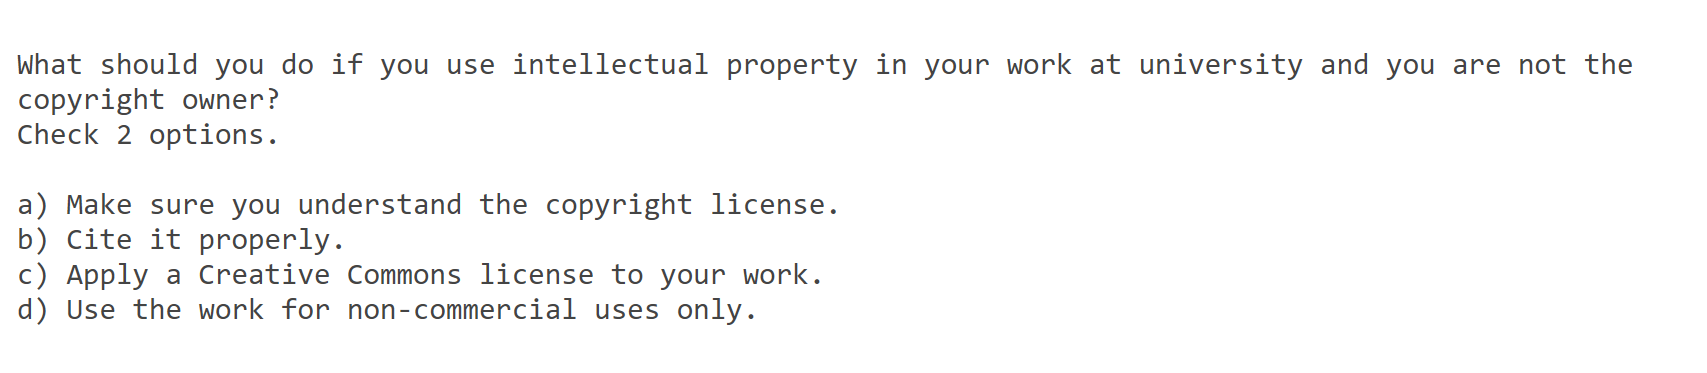 What should you do if you use intellectual property in your work at university and you are not the
copyright owner?
Check 2 options.
a) Make sure you understand the copyright license.
b) Cite it properly.
c) Apply a Creative Commons license to your work.
d) Use the work for non-commercial uses only.